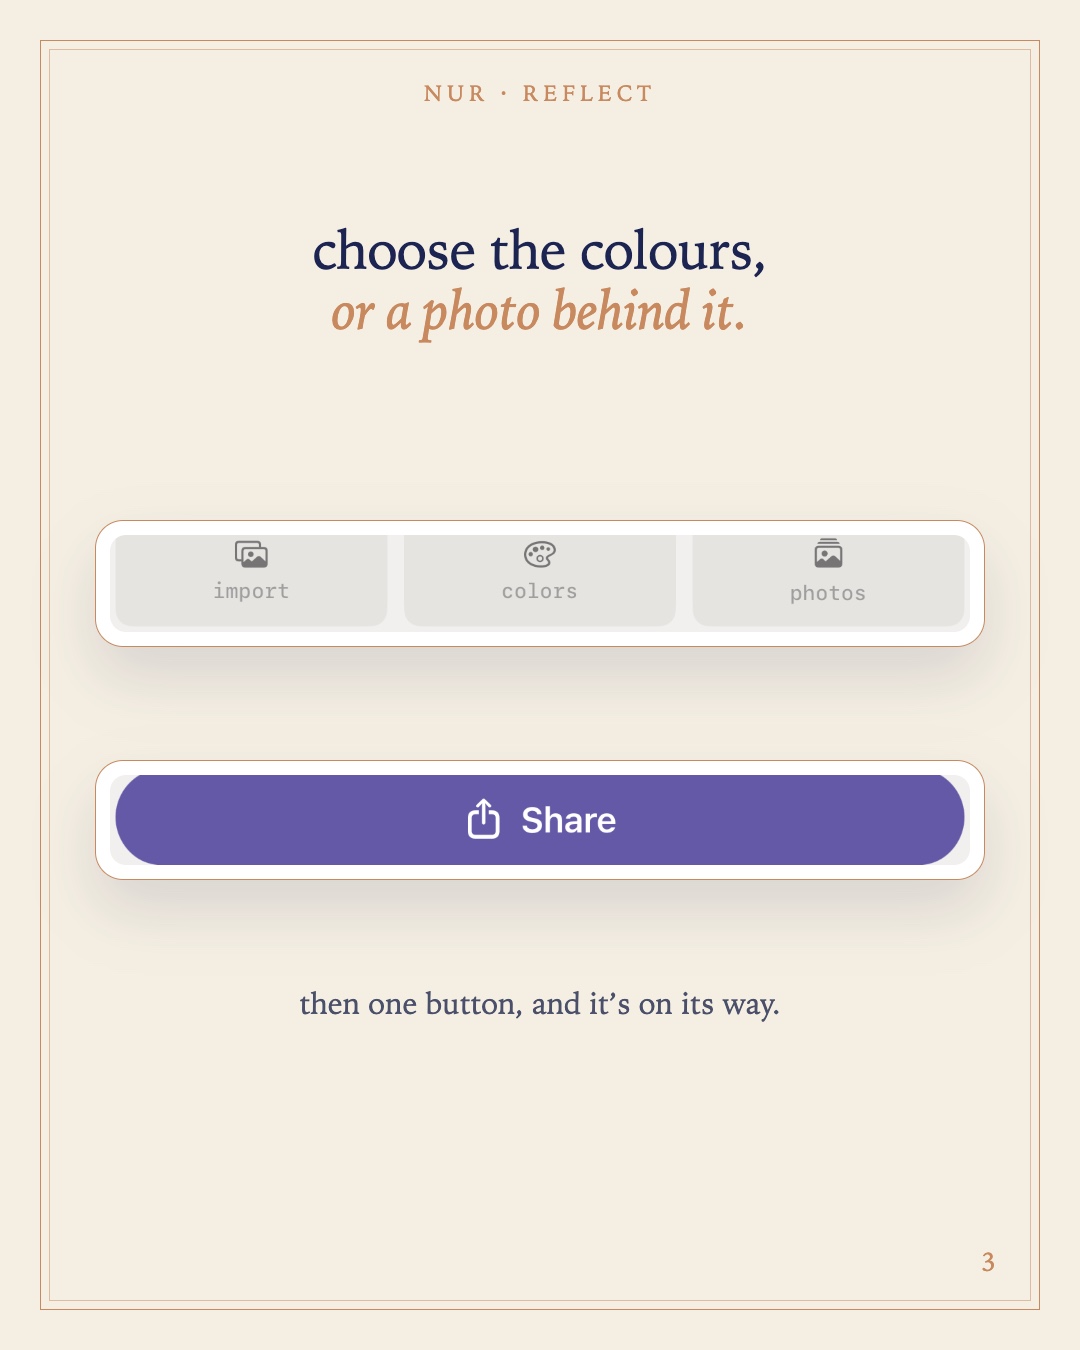 NUR · REFLECT
choose the colours,
or a photo behind it.
import
colors
photos
Share
then one button, and it’s on its way.
3